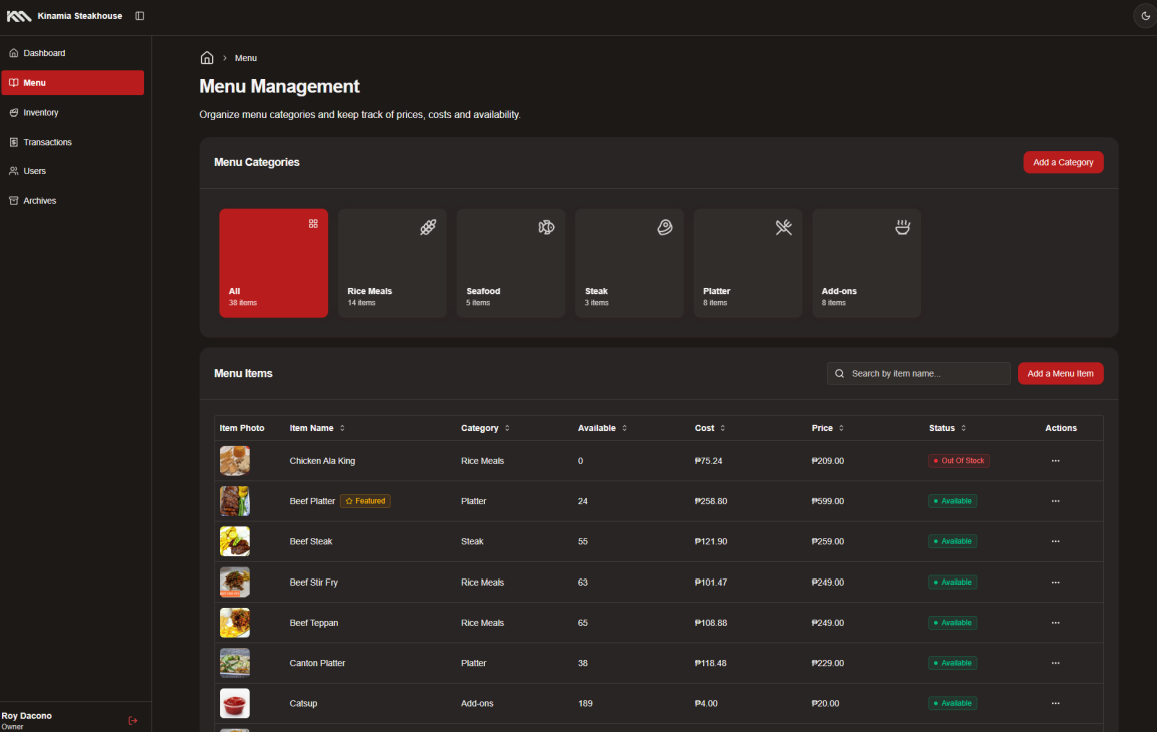 Kinamia Steakhouse
Dashboard
Menu
Inventory
Transactions
Users
Archives
Roy Dacono
Owner
Menu
Menu Management
Organize menu categories and keep track of prices, costs and availability.
Menu Categories
Add a Category
All
38 items
Rice Meals
14 items
Seafood
5 items
Steak
3 items
Platter
8 items
Add-ons
8 items
Menu Items
Search by item name...
Add a Menu Item
Item Photo Item Name Category Available Cost Price Status Actions
Chicken Ala King Rice Meals 0 ₱75.24 ₱209.00 Out Of Stock
Beef Platter Featured Platter 24 ₱258.80 ₱599.00 Available
Beef Steak Steak 55 ₱121.90 ₱259.00 Available
Beef Stir Fry Rice Meals 63 ₱101.47 ₱249.00 Available
Beef Teppan Rice Meals 65 ₱108.88 ₱249.00 Available
Canton Platter Platter 38 ₱118.48 ₱229.00 Available
Catsup Add-ons 189 ₱4.00 ₱20.00 Available